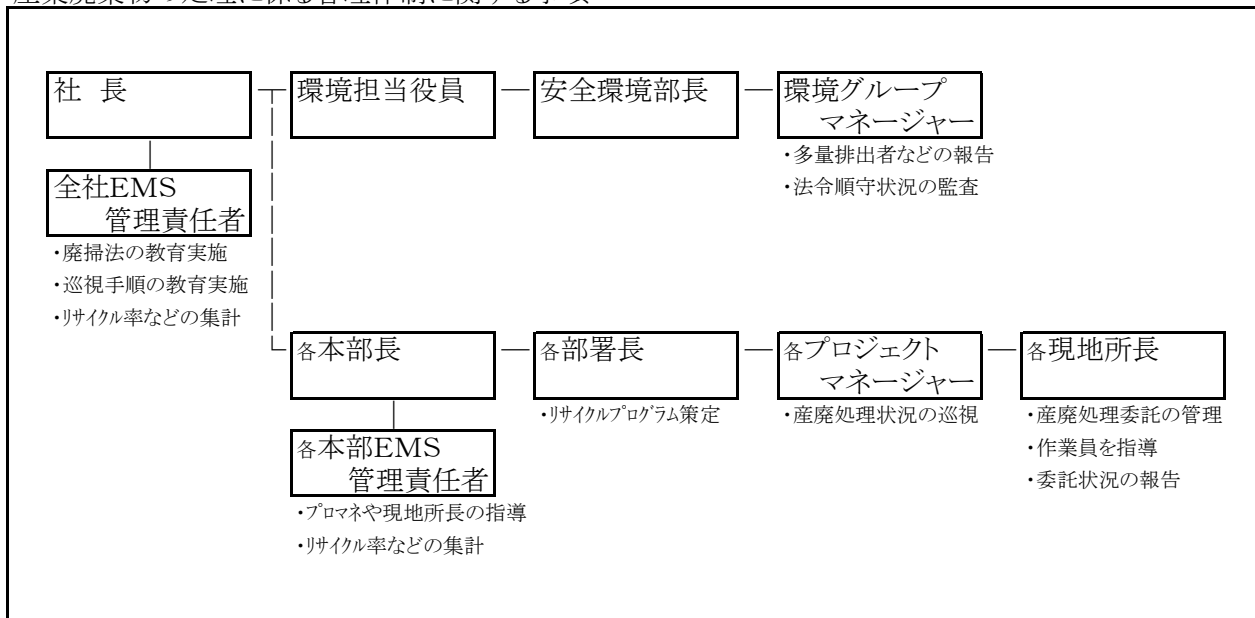 社 長
環境担当役員
安全環境部長
環境グループ
マネージャー
・多量排出者などの報告
・法令順守状況の監査
全社EMS
管理責任者
・廃掃法の教育実施
・巡視手順の教育実施
・リサイクル率などの集計
各本部長
各部署長
各プロジェクト
マネージャー
各現地所長
・リサイクルプログラム策定
・産廃処理状況の巡視
・産廃処理委託の管理
・作業員を指導
・委託状況の報告
各本部EMS
管理責任者
・プロマネや現地所長の指導
・リサイクル率などの集計